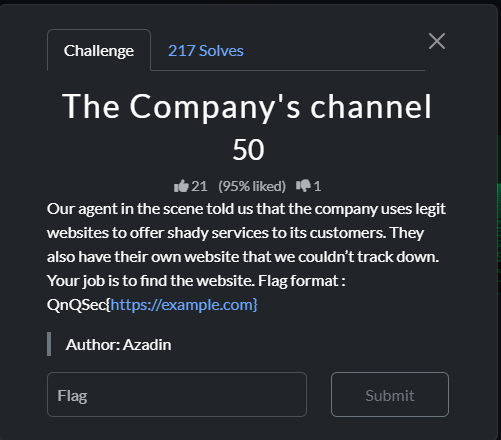 Challenge
217 Solves
The Company's channel
50
21 (95% liked) 1
Our agent in the scene told us that the company uses legit
websites to offer shady services to its customers. They
also have their own website that we couldn’t track down.
Your job is to find the website. Flag format :
QnQSec{https://example.com}
Author: Azadin
Flag
Submit